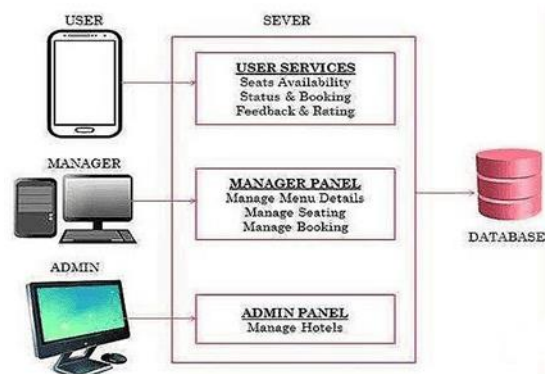 USER
SEVER
USER SERVICES
Seats Availability
Status & Booking
Feedback & Rating
MANAGER
MANAGER PANEL
Manage Menu Details
Manage Seating
Manage Booking
DATABASE
ADMIN
ADMIN PANEL
Manage Hotels